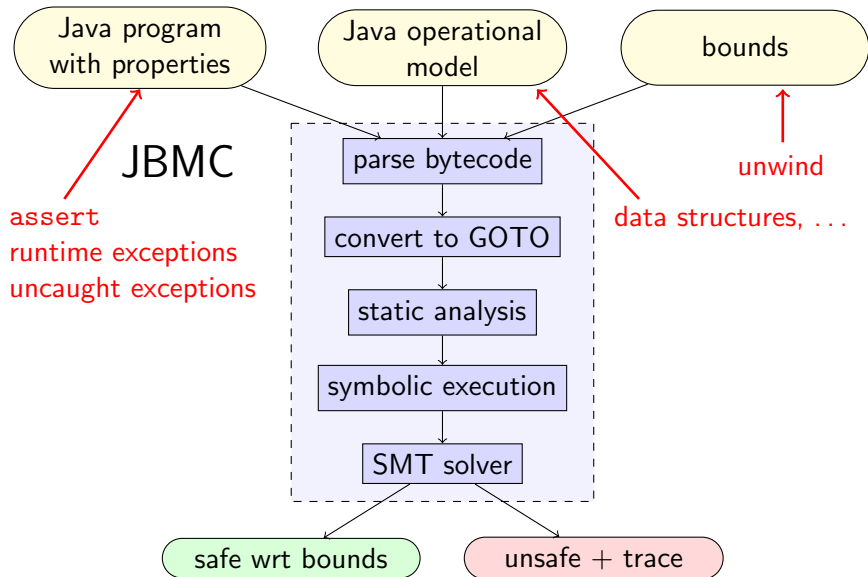 Java program
with properties
Java operational
model
bounds
JBMC
parse bytecode
unwind
assert
runtime exceptions
uncaught exceptions
data structures, ...
convert to GOTO
static analysis
symbolic execution
SMT solver
safe wrt bounds
unsafe + trace